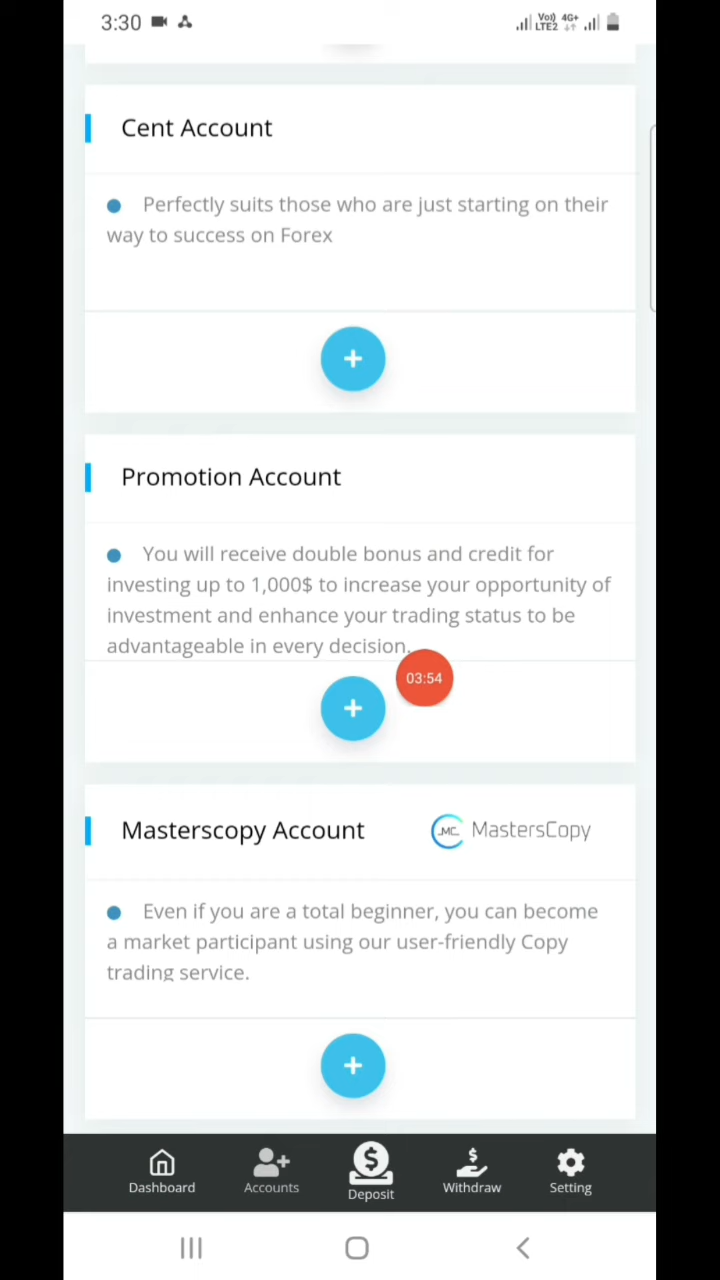 3:30
Vo)) 4G+
LTE2
Cent Account
Perfectly suits those who are just starting on their
way to success on Forex
+
Promotion Account
You will receive double bonus and credit for
investing up to 1,000$ to increase your opportunity of
investment and enhance your trading status to be
advantageable in every decision.
03:54
+
Masterscopy Account
MC
MastersCopy
Even if you are a total beginner, you can become
a market participant using our user-friendly Copy
trading service.
+
Dashboard
Accounts
Deposit
Withdraw
Setting